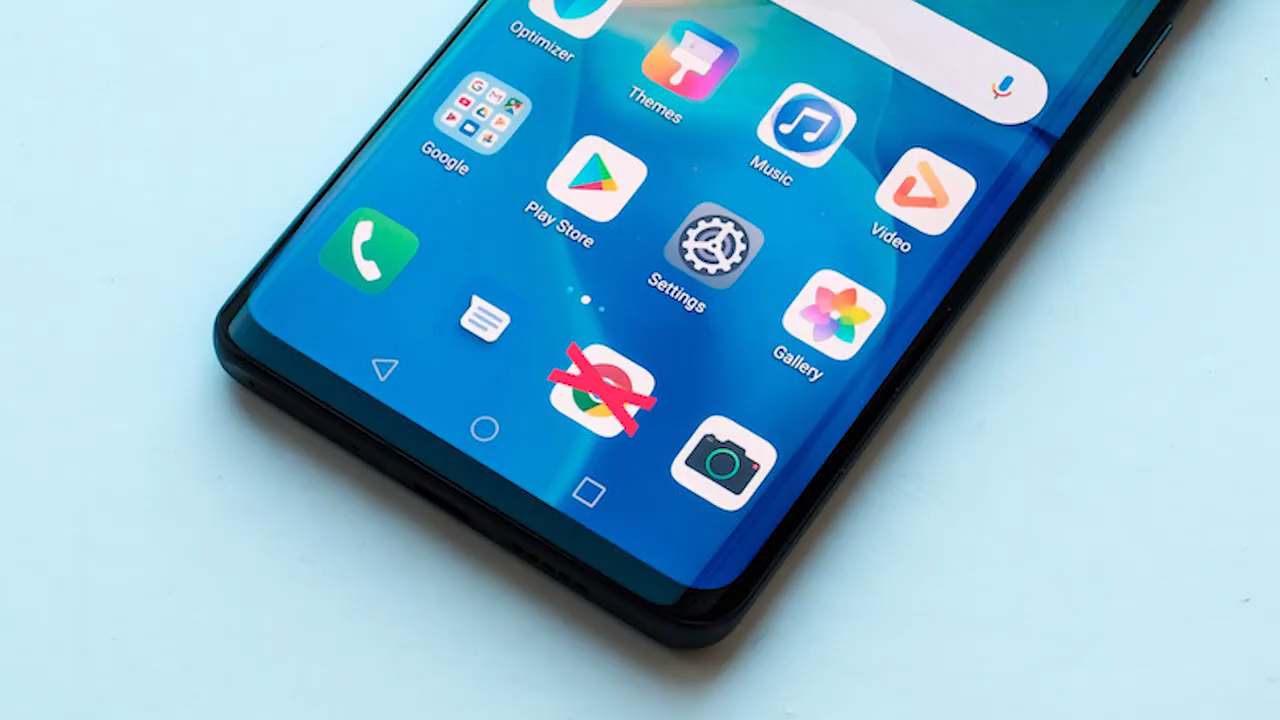 Optimizer
Themes
Google
Music
Play Store
Video
Settings
Gallery